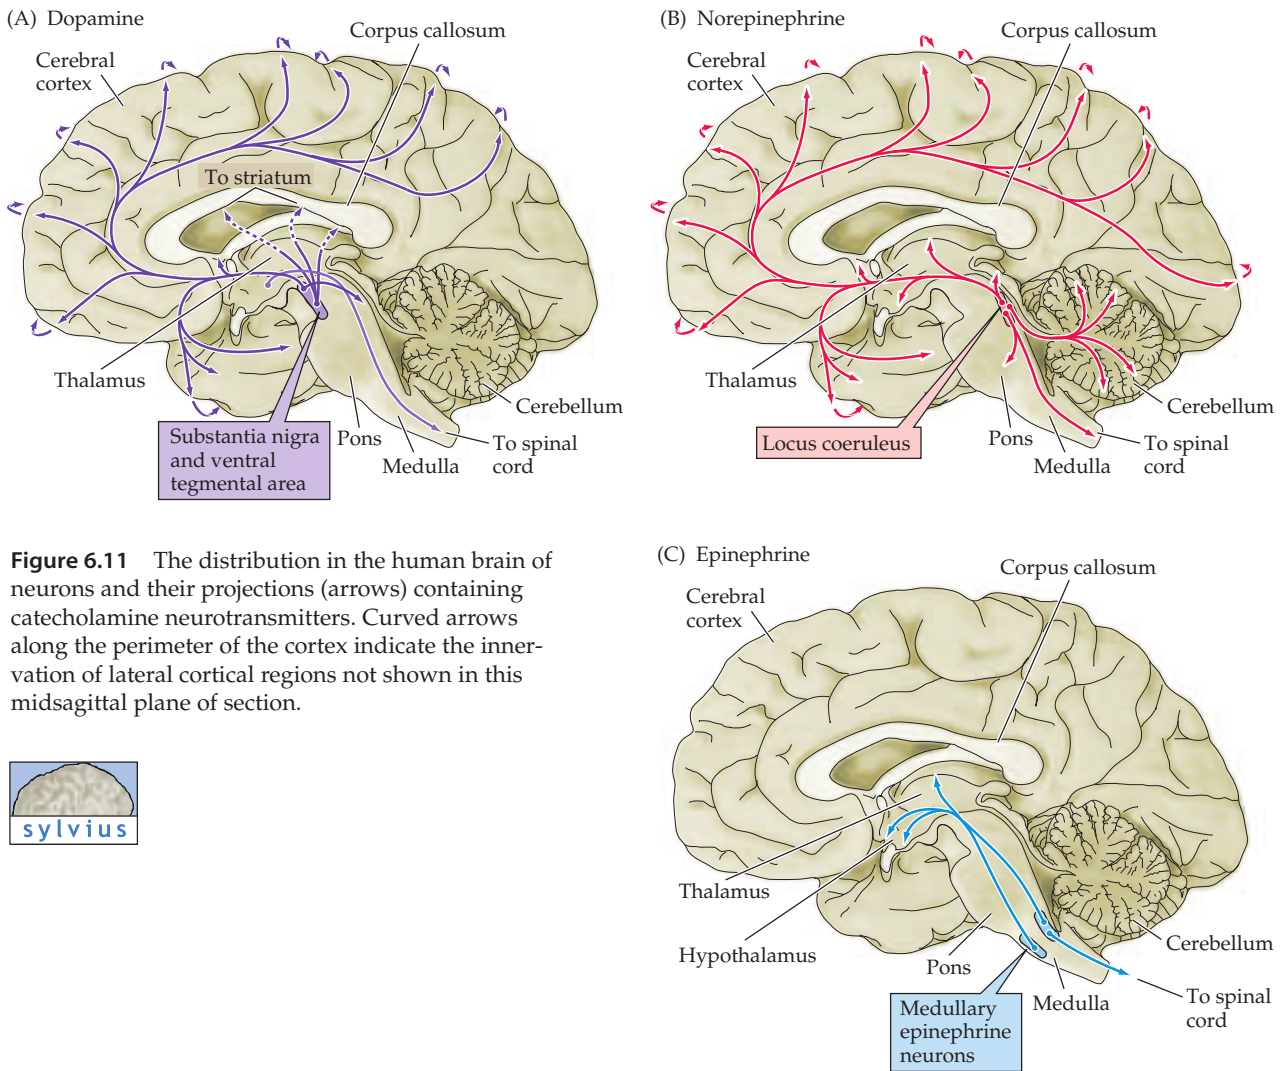 (A) Dopamine
Corpus callosum
Cerebral
cortex
To striatum
Thalamus
Cerebellum
Substantia nigra
and ventral
tegmental area
Pons
Medulla
To spinal
cord
(B) Norepinephrine
Corpus callosum
Cerebral
cortex
Thalamus
Cerebellum
Locus coeruleus
Pons
Medulla
To spinal
cord
Figure 6.11 The distribution in the human brain of
neurons and their projections (arrows) containing
catecholamine neurotransmitters. Curved arrows
along the perimeter of the cortex indicate the inner-
vation of lateral cortical regions not shown in this
midsagittal plane of section.
sylvius
(C) Epinephrine
Corpus callosum
Cerebral
cortex
Thalamus
Hypothalamus
Pons
Cerebellum
Medulla
To spinal
cord
Medullary
epinephrine
neurons